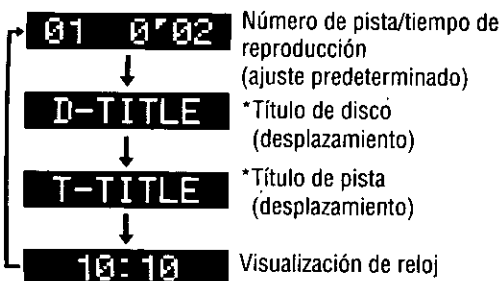 01 0'02 Número de pista/tiempo de
reproducción
(ajuste predeterminado)
D-TITLE *Título de disco
(desplazamiento)
T-TITLE *Título de pista
(desplazamiento)
10:10 Visualización de reloj